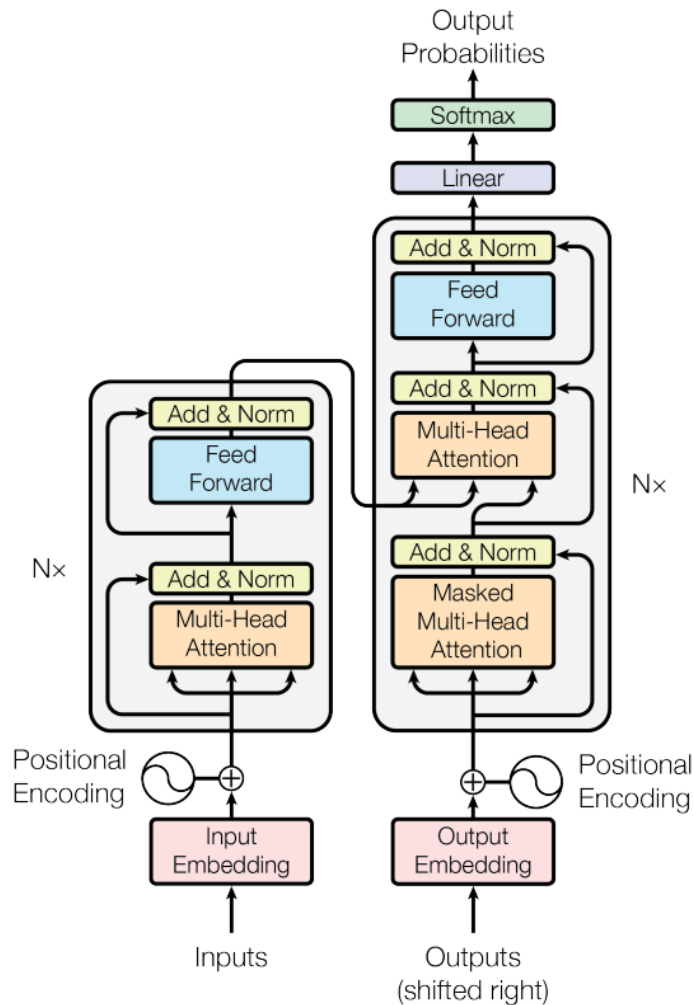 Output
Probabilities
Softmax
Linear
Add & Norm
Feed
Forward
Add & Norm
Multi-Head
Attention
Add & Norm
Masked
Multi-Head
Attention
N×
Add & Norm
Feed
Forward
Add & Norm
Multi-Head
Attention
N×
Positional
Encoding
Positional
Encoding
Input
Embedding
Output
Embedding
Inputs
Outputs
(shifted right)